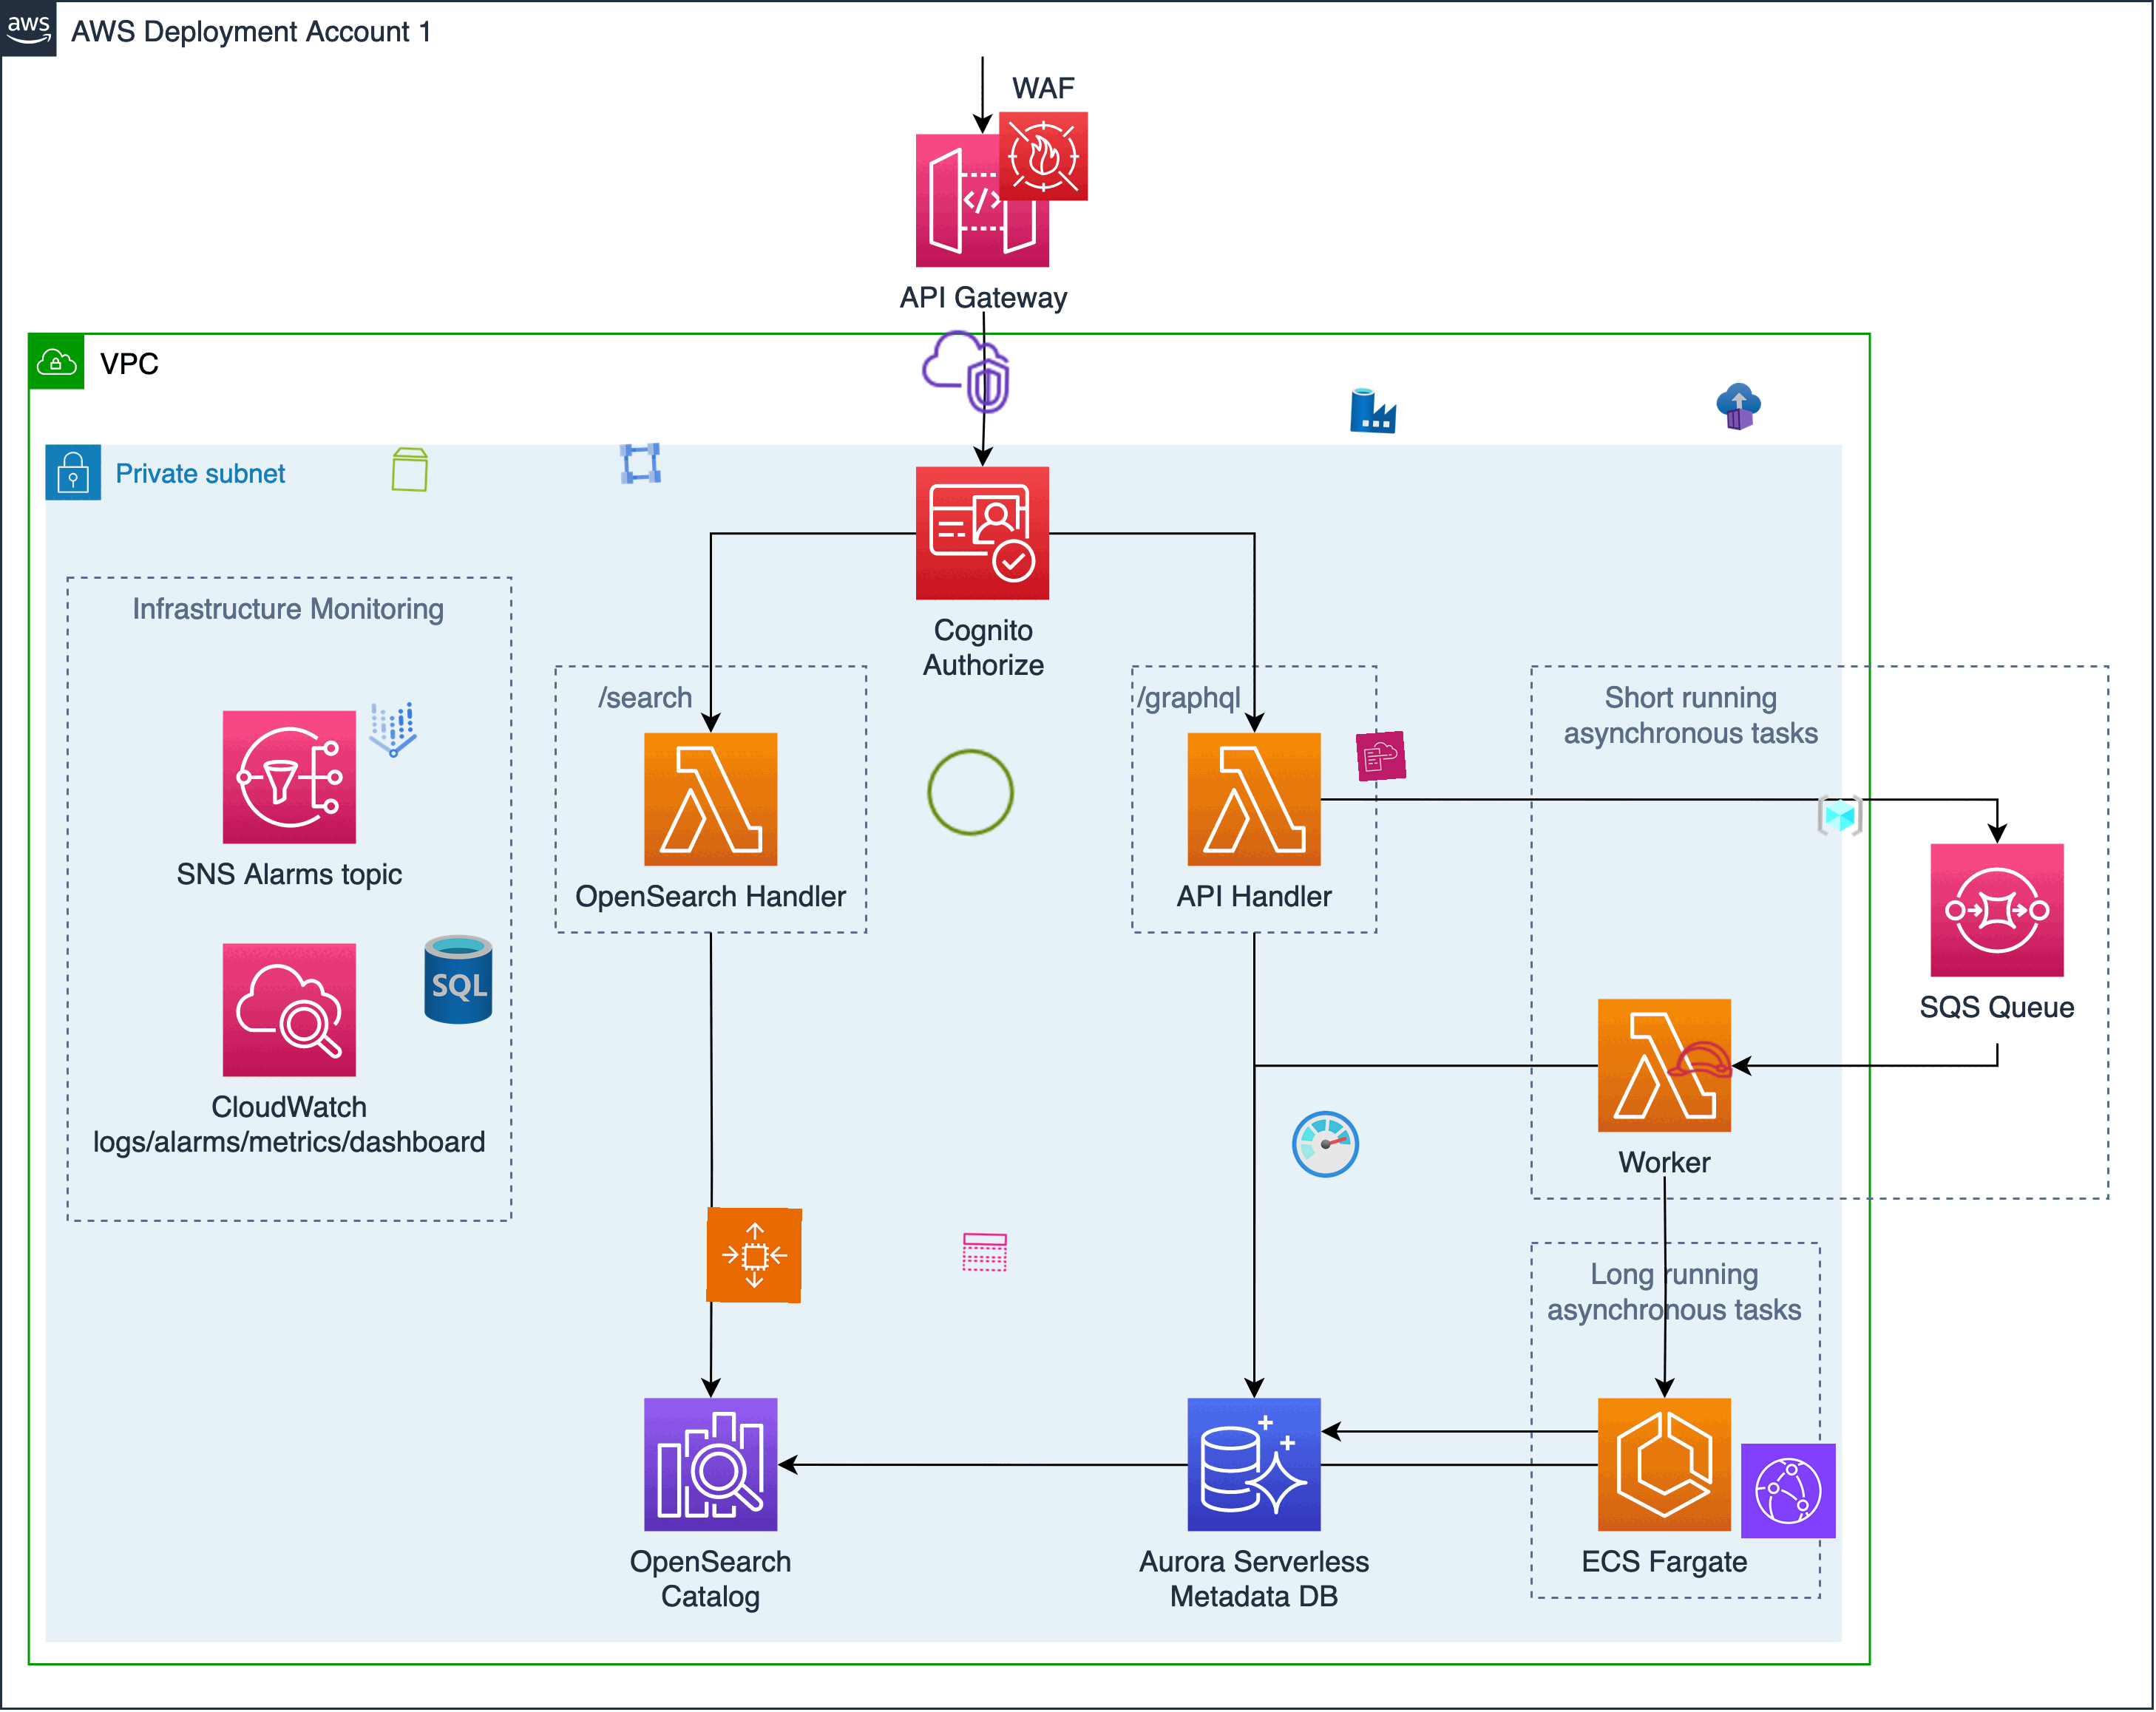 aws
AWS Deployment Account 1
WAF
API Gateway
VPC
Private subnet
Cognito
Authorize
Infrastructure Monitoring
/search
/graphql
Short running
asynchronous tasks
SNS Alarms topic
OpenSearch Handler
API Handler
SQL
SQS Queue
CloudWatch
logs/alarms/metrics/dashboard
Worker
Long running
asynchronous tasks
OpenSearch
Catalog
Aurora Serverless
Metadata DB
ECS Fargate